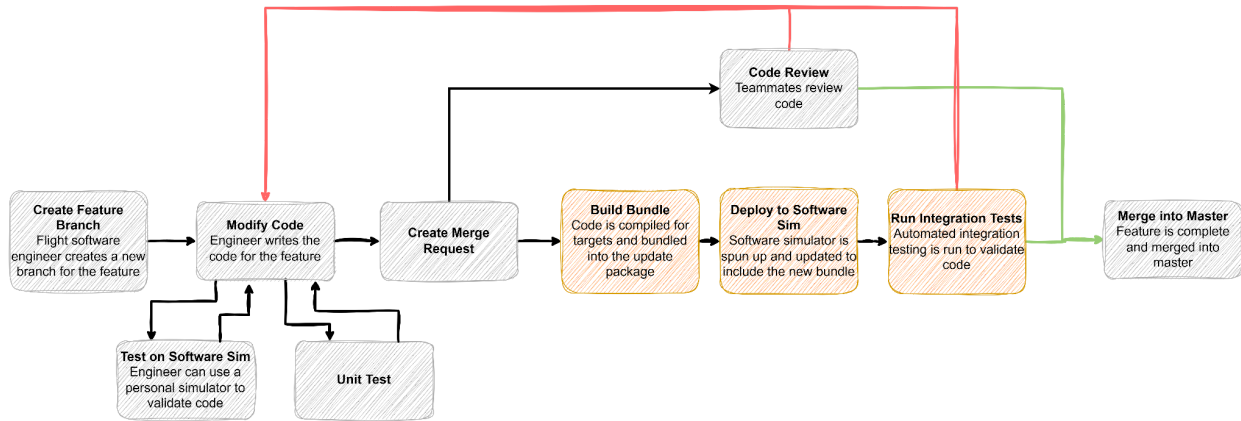 Code Review
Teammates review
code
Create Feature
Branch
Flight software
engineer creates a new
branch for the feature
Modify Code
Engineer writes the
code for the feature
Create Merge
Request
Build Bundle
Code is compiled for
targets and bundled
into the update
package
Deploy to Software
Sim
Software simulator is
spun up and updated to
include the new bundle
Run Integration Tests
Automated integration
testing is run to validate
code
Merge into Master
Feature is complete
and merged into
master
Test on Software Sim
Engineer can use a
personal simulator to
validate code
Unit Test